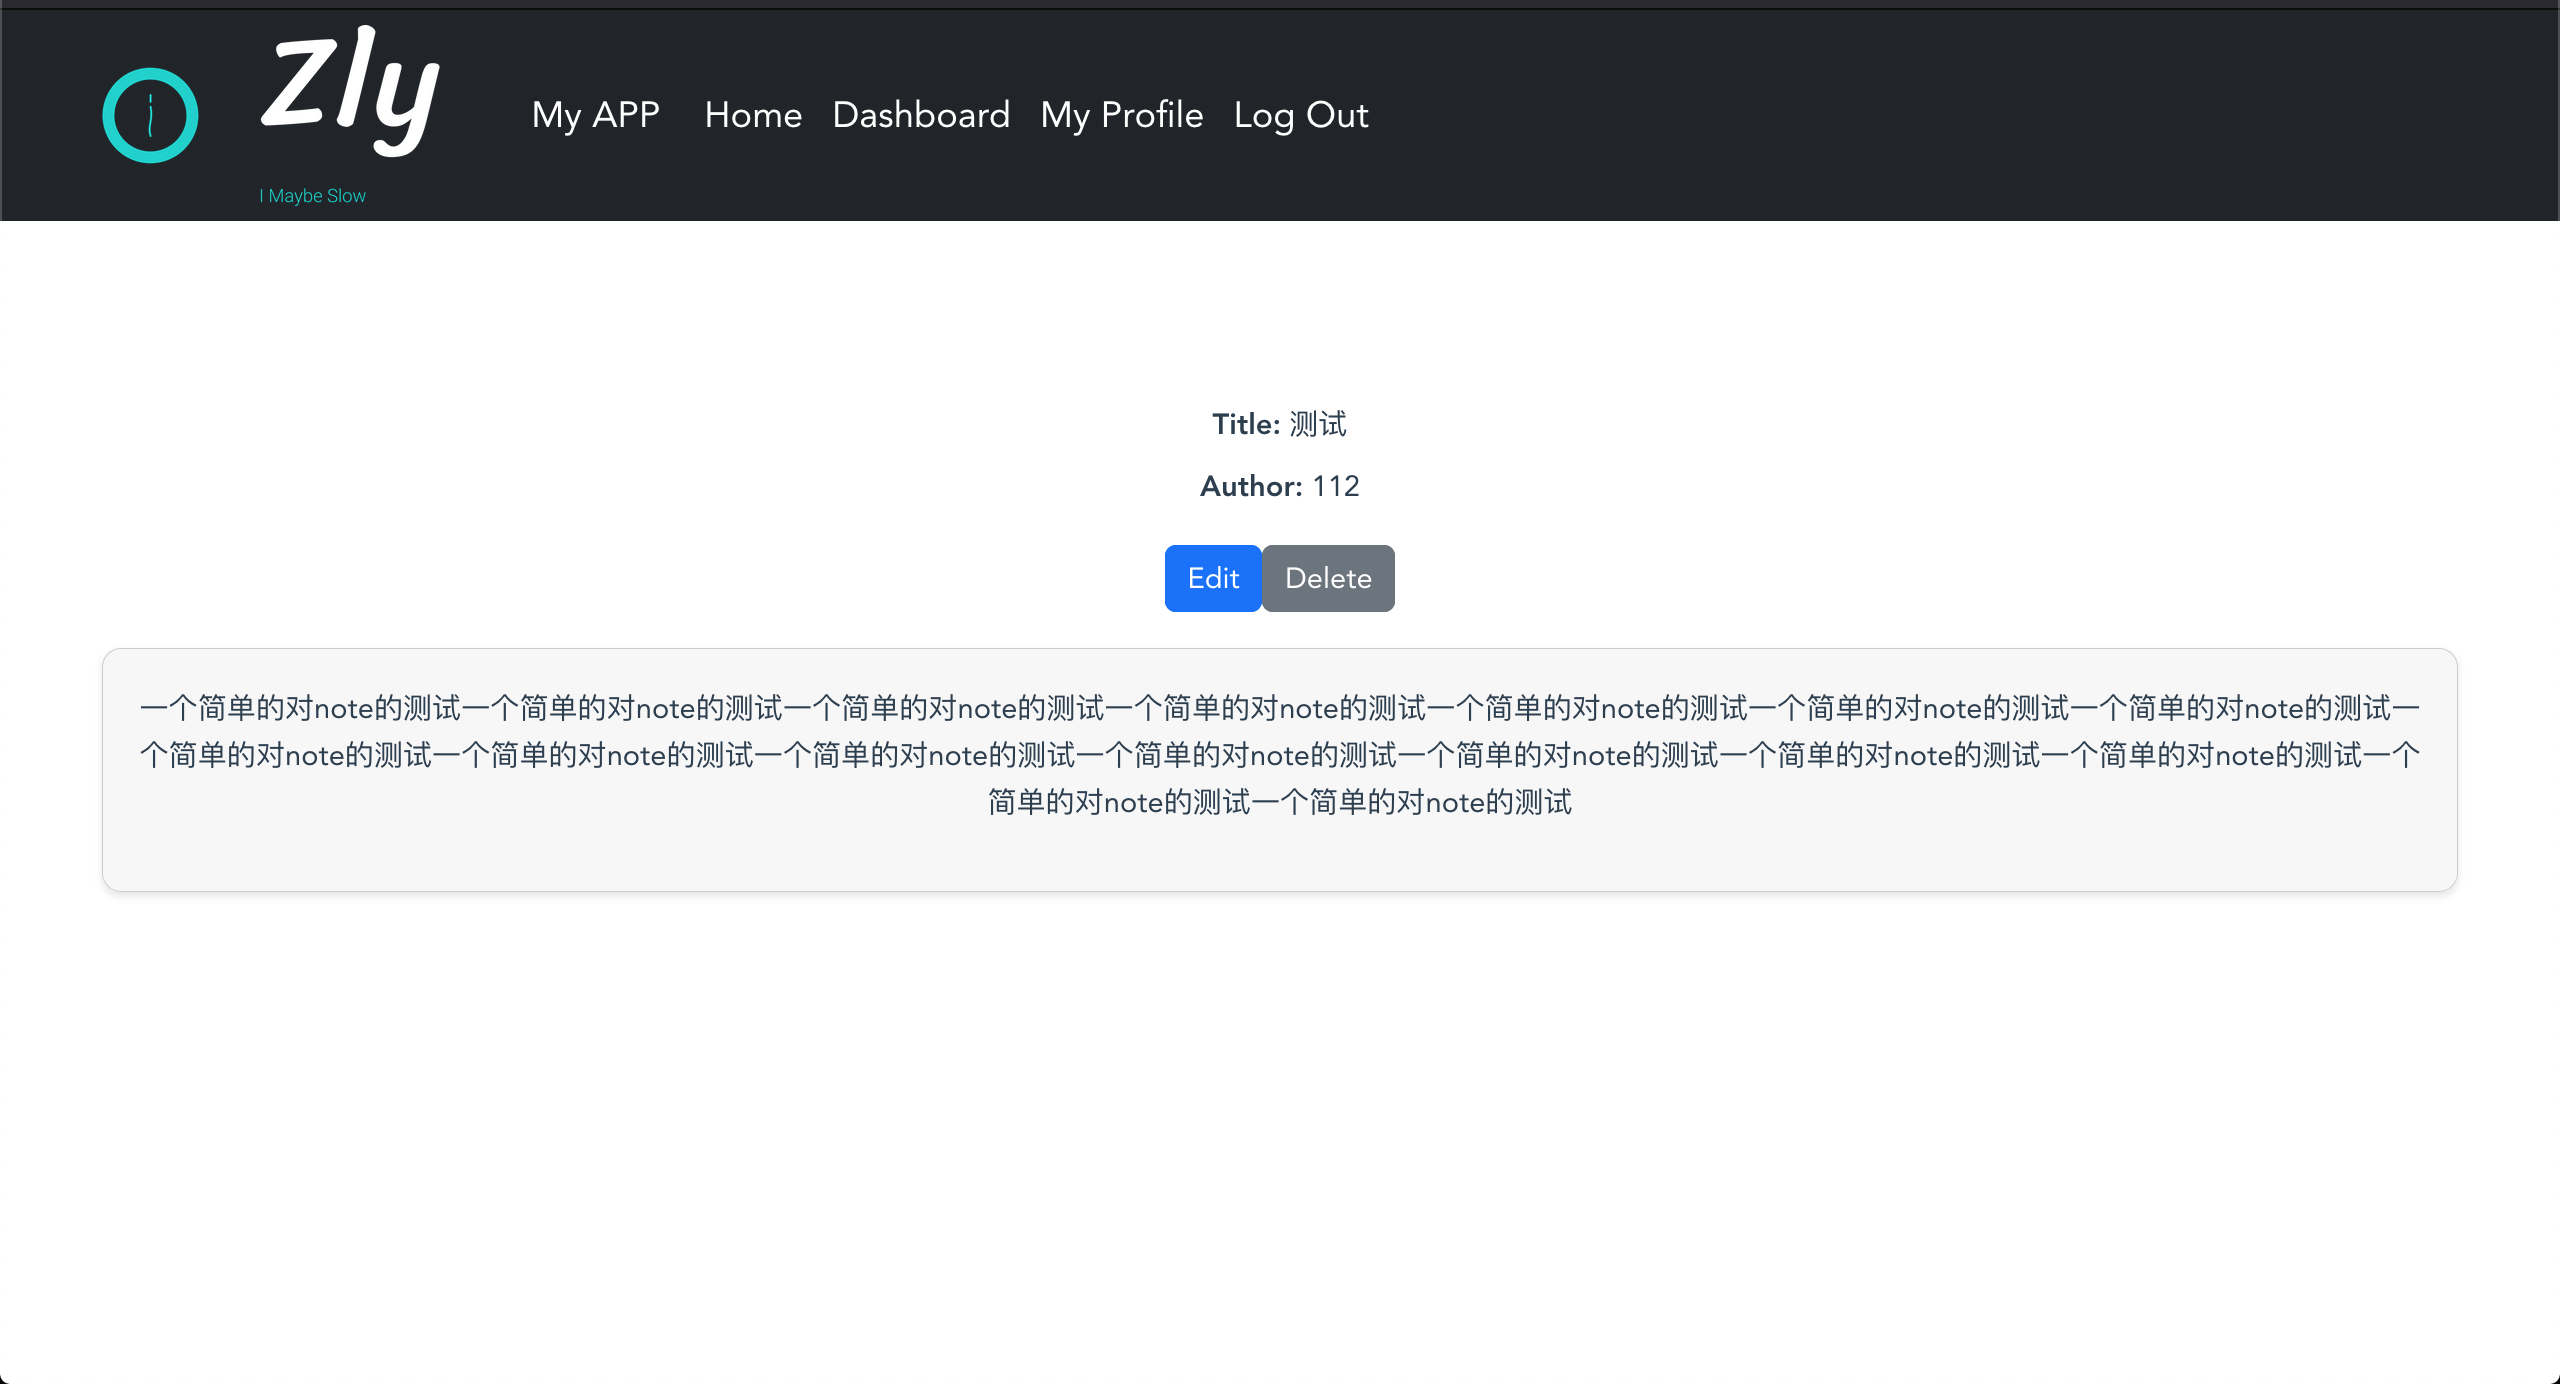 Zly
I Maybe Slow
My APP Home Dashboard My Profile Log Out
Title: 测试
Author: 112
Edit Delete
一个简单的对note的测试一个简单的对note的测试一个简单的对note的测试一个简单的对note的测试一个简单的对note的测试一个简单的对note的测试一个简单的对note的测试一
个简单的对note的测试一个简单的对note的测试一个简单的对note的测试一个简单的对note的测试一个简单的对note的测试一个简单的对note的测试一个简单的对note的测试一个
简单的对note的测试一个简单的对note的测试